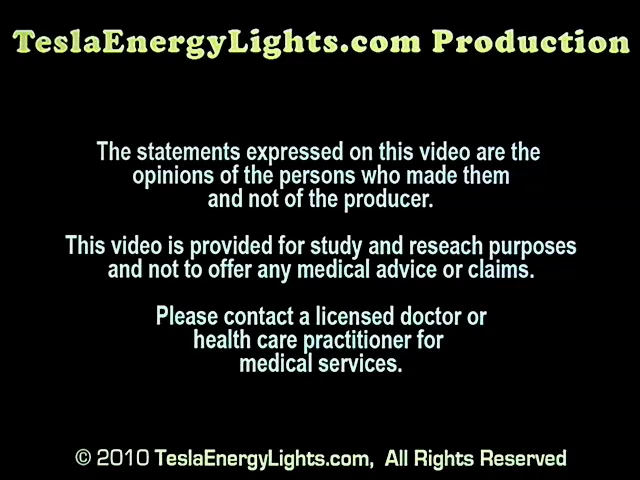 TeslaEnergyLights.com Production
The statements expressed on this video are the
opinions of the persons who made them
and not of the producer.
This video is provided for study and reseach purposes
and not to offer any medical advice or claims.
Please contact a licensed doctor or
health care practitioner for
medical services.
© 2010 TeslaEnergyLights.com, All Rights Reserved